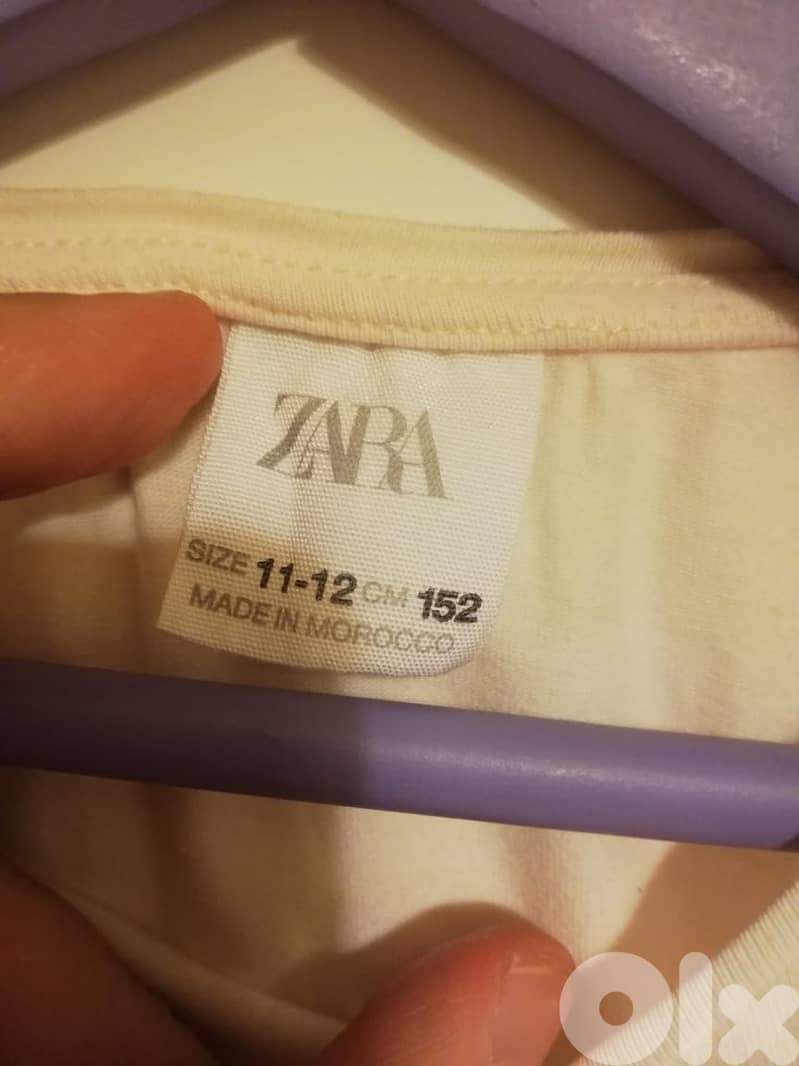 ZARA
SIZE 11-12 CM 152
MADE IN MOROCCO
Olx